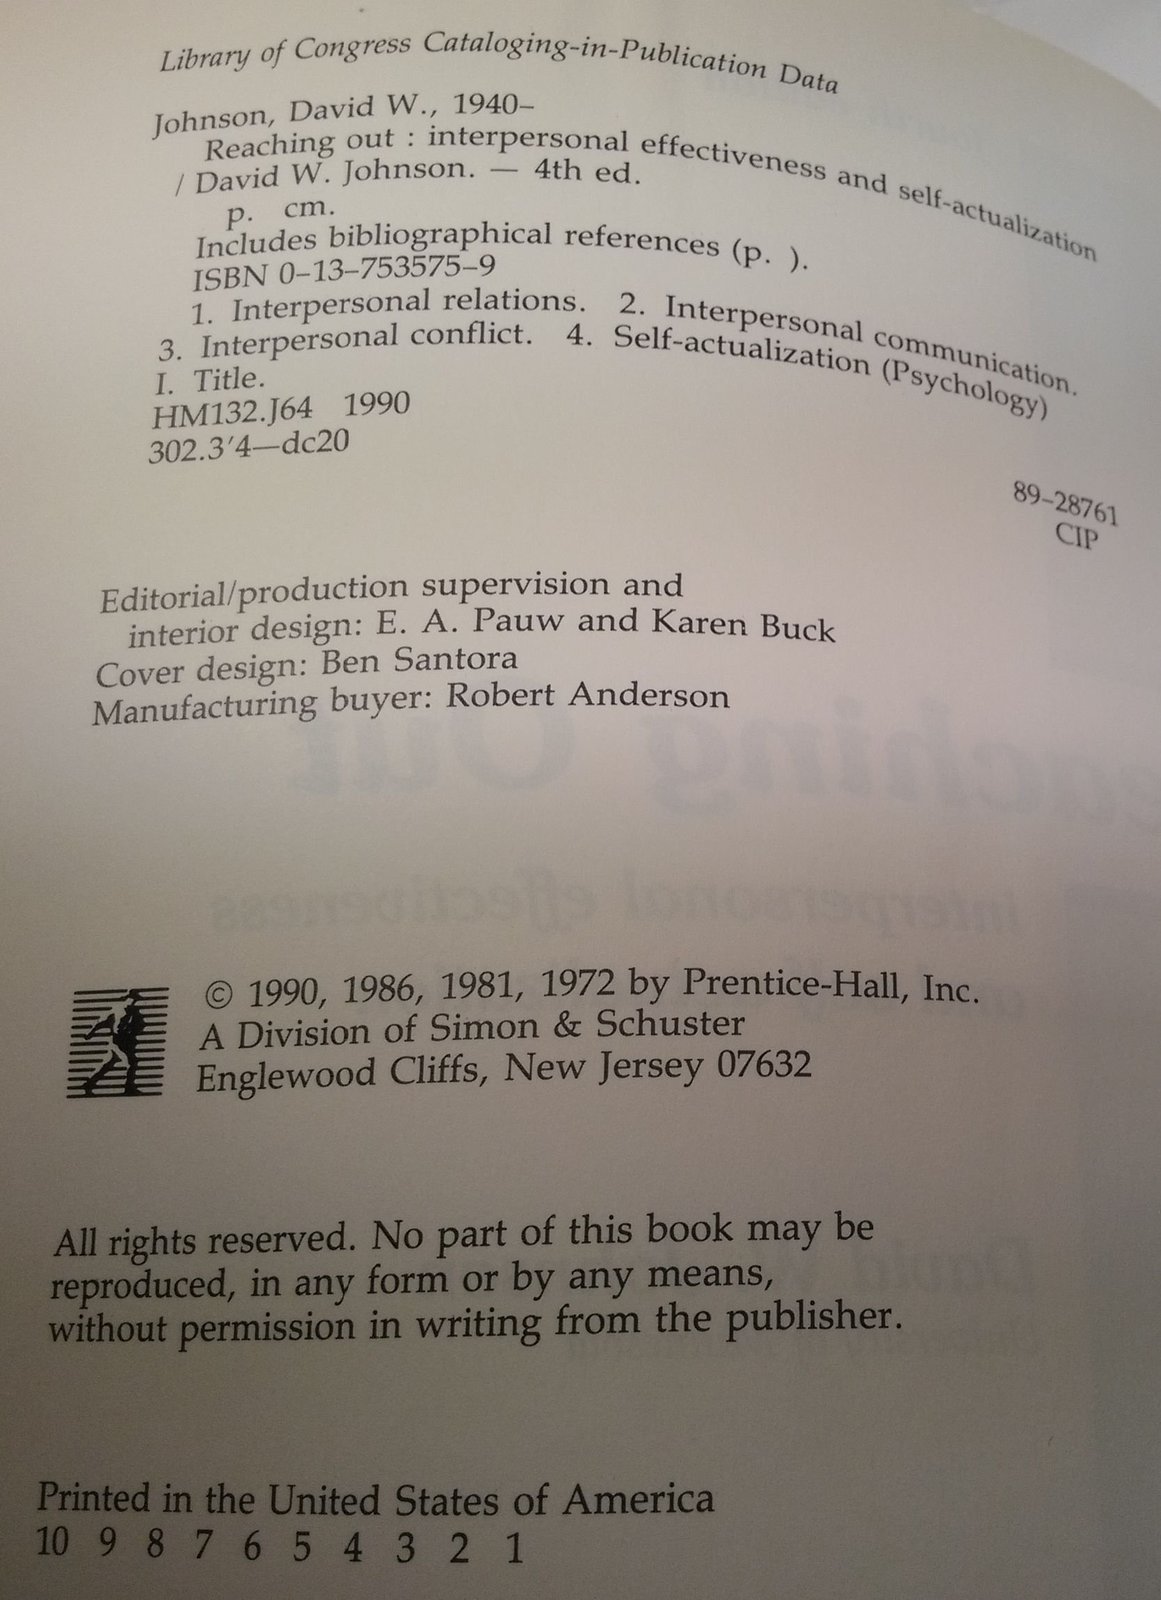 Library of Congress Cataloging-in-Publication Data
Johnson, David W., 1940–
Reaching out : interpersonal effectiveness and self-actualization
/ David W. Johnson. — 4th ed.
p. cm.
Includes bibliographical references (p. ).
ISBN 0–13–753575–9
1. Interpersonal relations. 2. Interpersonal communication.
3. Interpersonal conflict. 4. Self-actualization (Psychology)
I. Title.
HM132.J64 1990
302.3′4—dc20
89–28761
CIP
Editorial/production supervision and
interior design: E. A. Pauw and Karen Buck
Cover design: Ben Santora
Manufacturing buyer: Robert Anderson
© 1990, 1986, 1981, 1972 by Prentice-Hall, Inc.
A Division of Simon & Schuster
Englewood Cliffs, New Jersey 07632
All rights reserved. No part of this book may be
reproduced, in any form or by any means,
without permission in writing from the publisher.
Printed in the United States of America
10 9 8 7 6 5 4 3 2 1